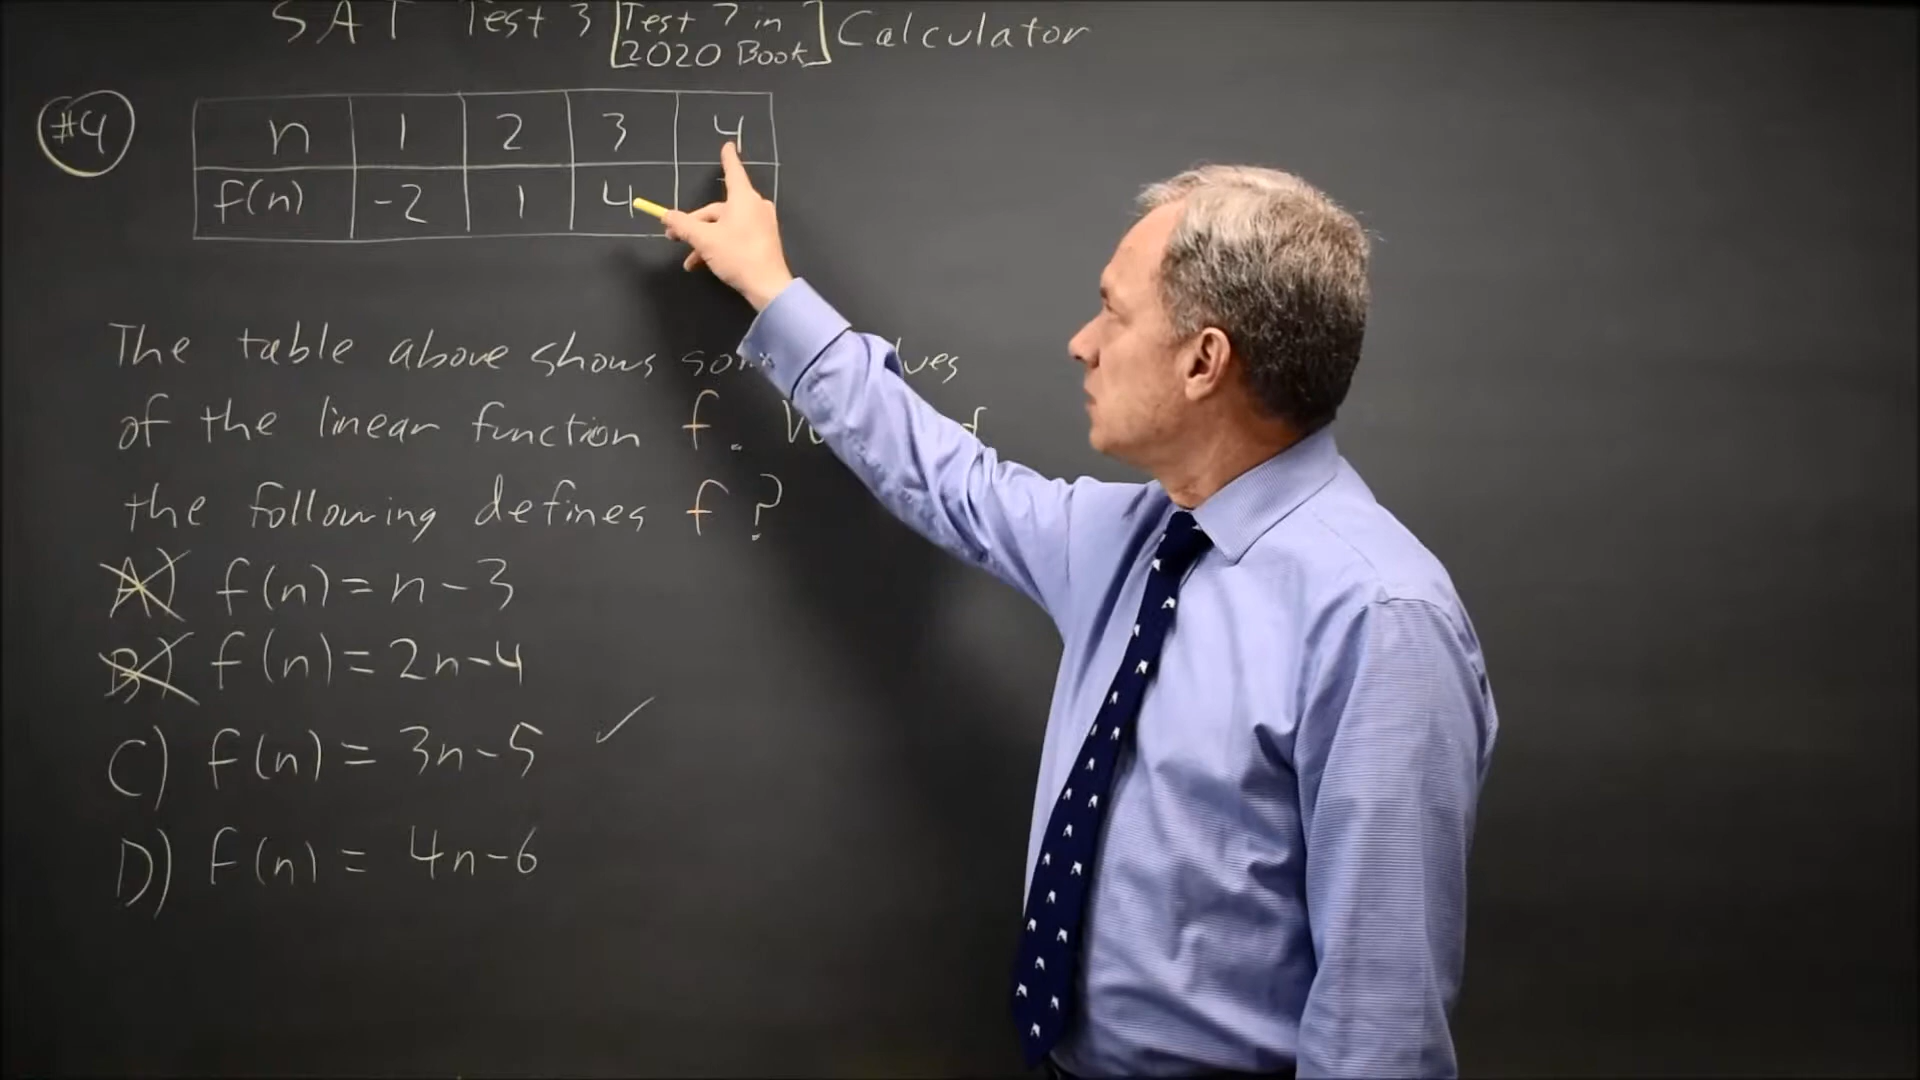 SAT Test 3 [Test 7 in 2020 Book] Calculator
#4
n 1 2 3 4
f(n) -2 1 4
The table above shows
of the linear function f.
the following defines f?
A) f(n)=n-3
B) f(n)=2n-4
C) f(n)=3n-5 ✓
D) f(n)=4n-6